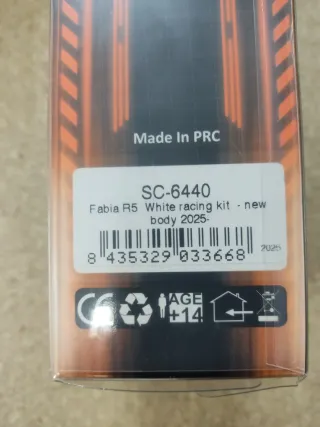 Made In PRC
SC-6440
Fabia R5 White racing kit - new
body 2025-
8 435329 033668
2025
CE
AGE
+14